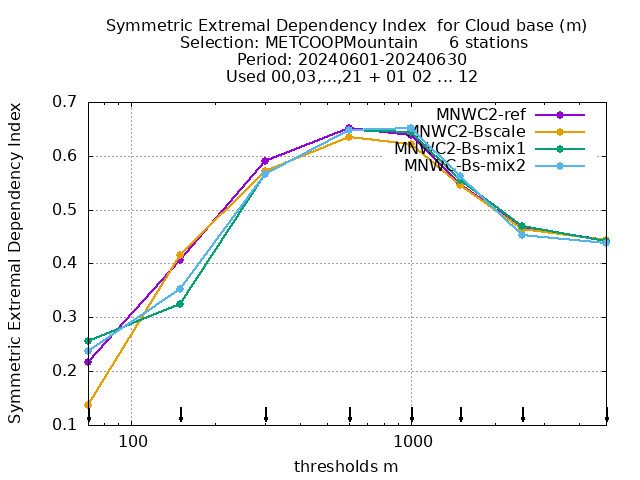 Symmetric Extremal Dependency Index  for Cloud base (m)
Selection: METCOOPMountain      6 stations
Period: 20240601-20240630
Used 00,03,...,21 + 01 02 ... 12
Symmetric Extremal Dependency Index
0.7
0.6
0.5
0.4
0.3
0.2
0.1
MNWC2-ref
MNWC2-Bscale
MNWC2-Bs-mix1
MNWC-Bs-mix2
100
1000
thresholds m